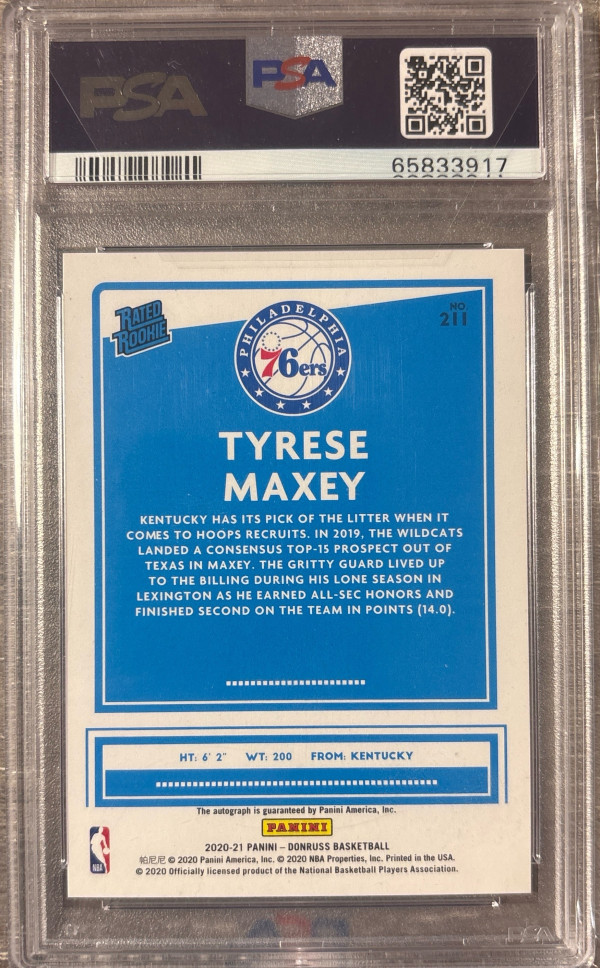 PSA
PSA
65833917
RATED
ROOKIE
NO.
211
PHILADELPHIA
76ers
TYRESE
MAXEY
KENTUCKY HAS ITS PICK OF THE LITTER WHEN IT
COMES TO HOOPS RECRUITS. IN 2019, THE WILDCATS
LANDED A CONSENSUS TOP-15 PROSPECT OUT OF
TEXAS IN MAXEY. THE GRITTY GUARD LIVED UP
TO THE BILLING DURING HIS LONE SEASON IN
LEXINGTON AS HE EARNED ALL-SEC HONORS AND
FINISHED SECOND ON THE TEAM IN POINTS (14.0).
HT: 6' 2" WT: 200 FROM: KENTUCKY
The autograph is guaranteed by Panini America, Inc.
PANINI
2020-21 PANINI – DONRUSS BASKETBALL
帕尼尼 © 2020 Panini America, Inc. © 2020 NBA Properties, Inc. Printed in the USA.
© 2020 Officially licensed product of the National Basketball Players Association.
NBA
PSA